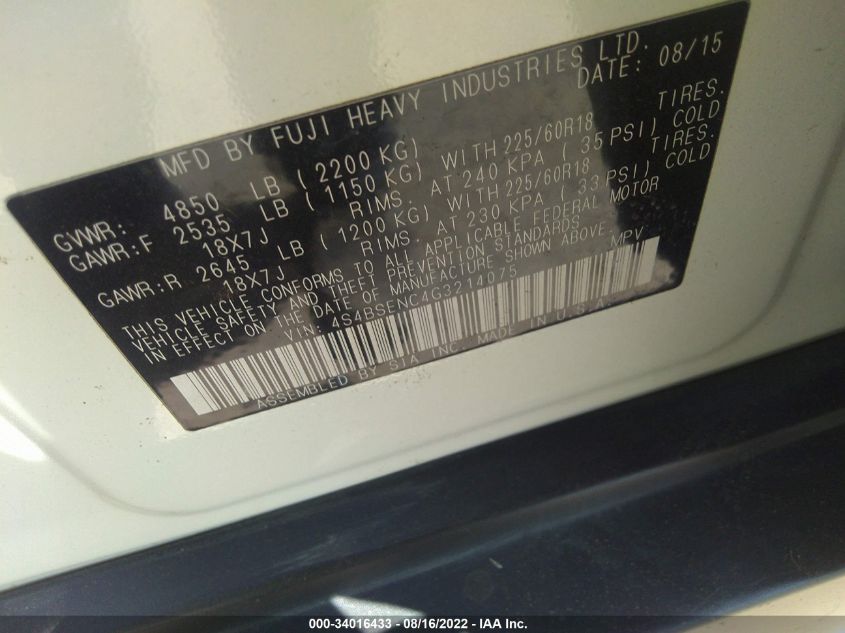 MFD BY FUJI HEAVY INDUSTRIES LTD.
DATE: 08/15
GVWR: 4850 LB ( 2200 KG)
GAWR:F 2535 LB ( 1150 KG) WITH 225/60R18 TIRES.
18X7J RIMS. AT 240 KPA ( 35 PSI) COLD
GAWR:R 2645 LB ( 1200 KG) WITH 225/60R18 TIRES.
18X7J RIMS. AT 230 KPA ( 33 PSI) COLD
THIS VEHICLE CONFORMS TO ALL APPLICABLE FEDERAL MOTOR
VEHICLE SAFETY AND THEFT PREVENTION STANDARDS
IN EFFECT ON THE DATE OF MANUFACTURE SHOWN ABOVE.
VIN: 4S4BSENC4G3214075 MPV
ASSEMBLED BY SIA INC. MADE IN U.S.A.
000-34016433 - 08/16/2022 - IAA Inc.